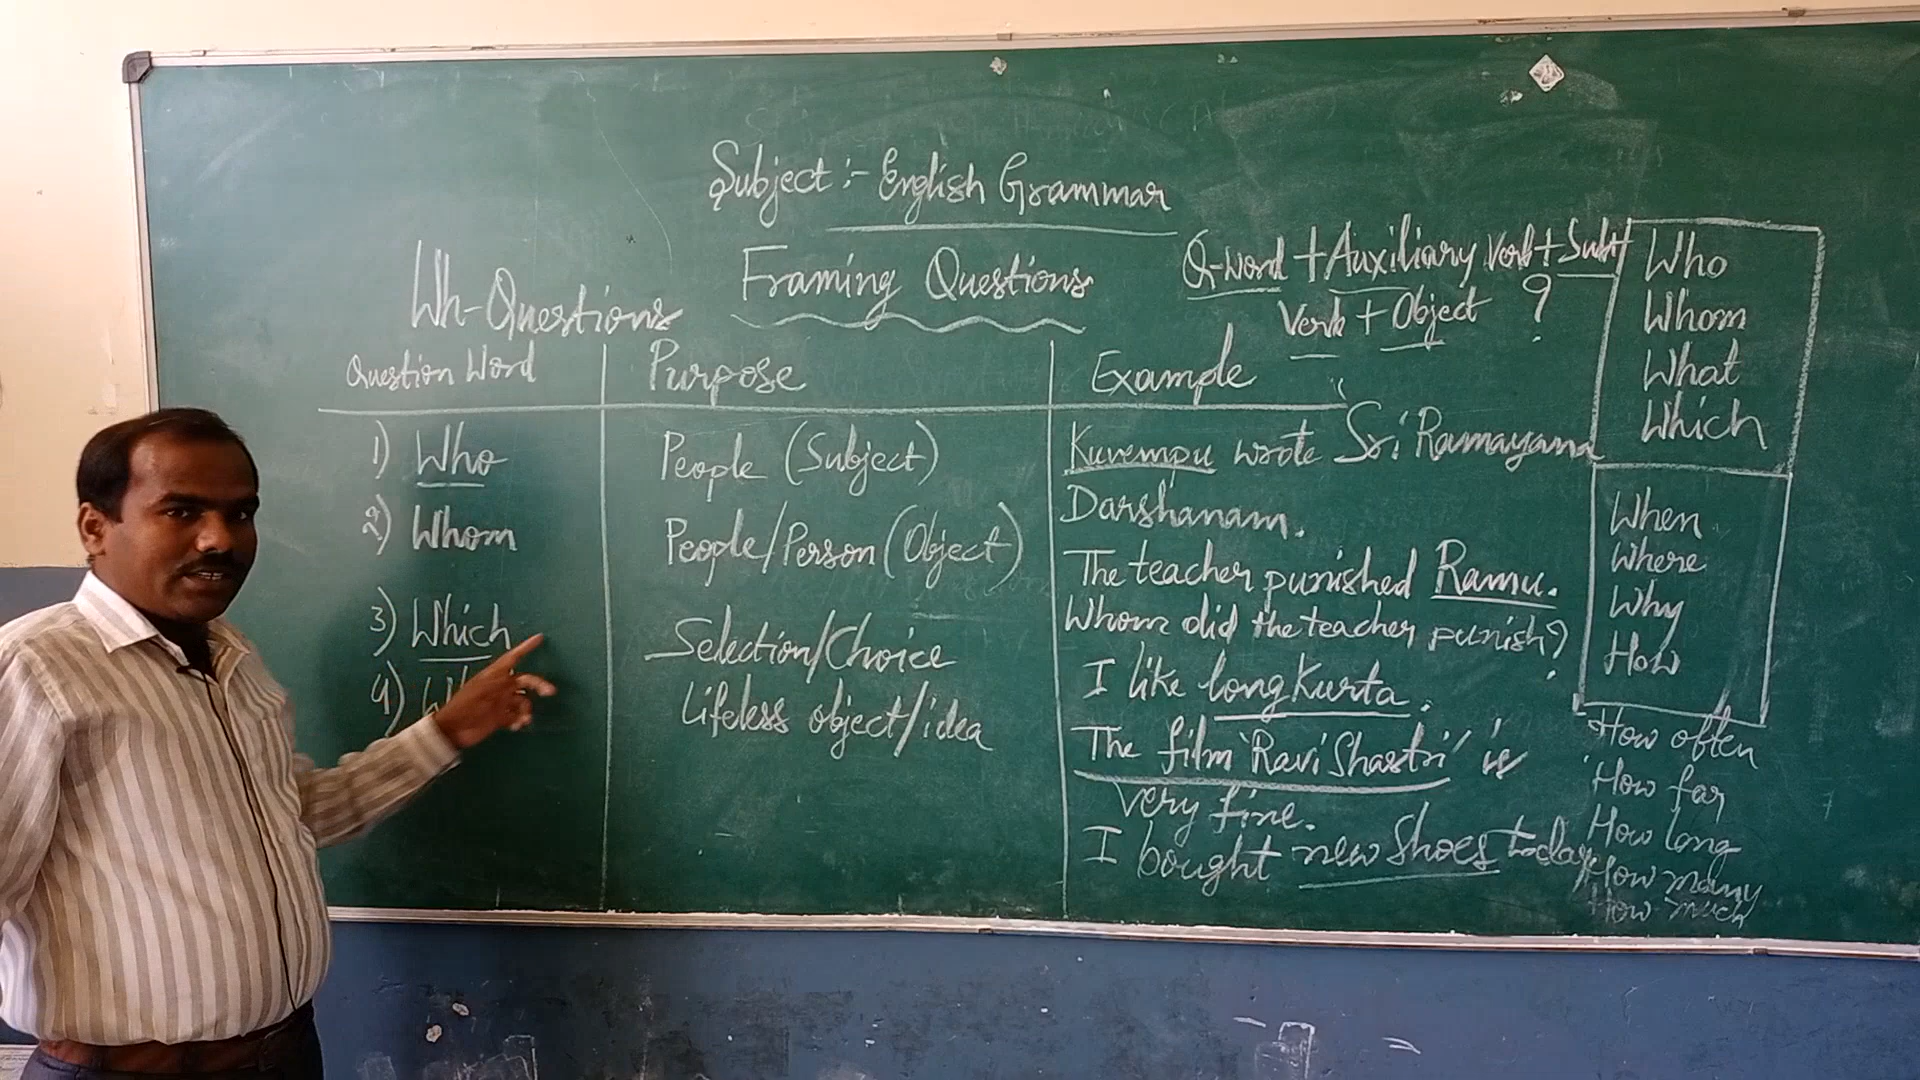 Subject :- English Grammar
Framing Questions
Wh-Questions
Q-word + Auxiliary verb + Subt
Verb + Object ?
Question Word
Purpose
Example
1) Who
People (Subject)
Kuvempu wrote "Sri Ramayana
Darshanam.
2) Whom
People/Person (Object)
The teacher punished Ramu.
Whom did the teacher punish?
3) Which
Selection/Choice
I like long Kurta.
4)
Lifeless object/idea
The film 'Ravi Shastri' is
very fine.
I bought new shoes today
Who
Whom
What
Which
When
Where
Why
How
How often
How far
How long
How many
How much